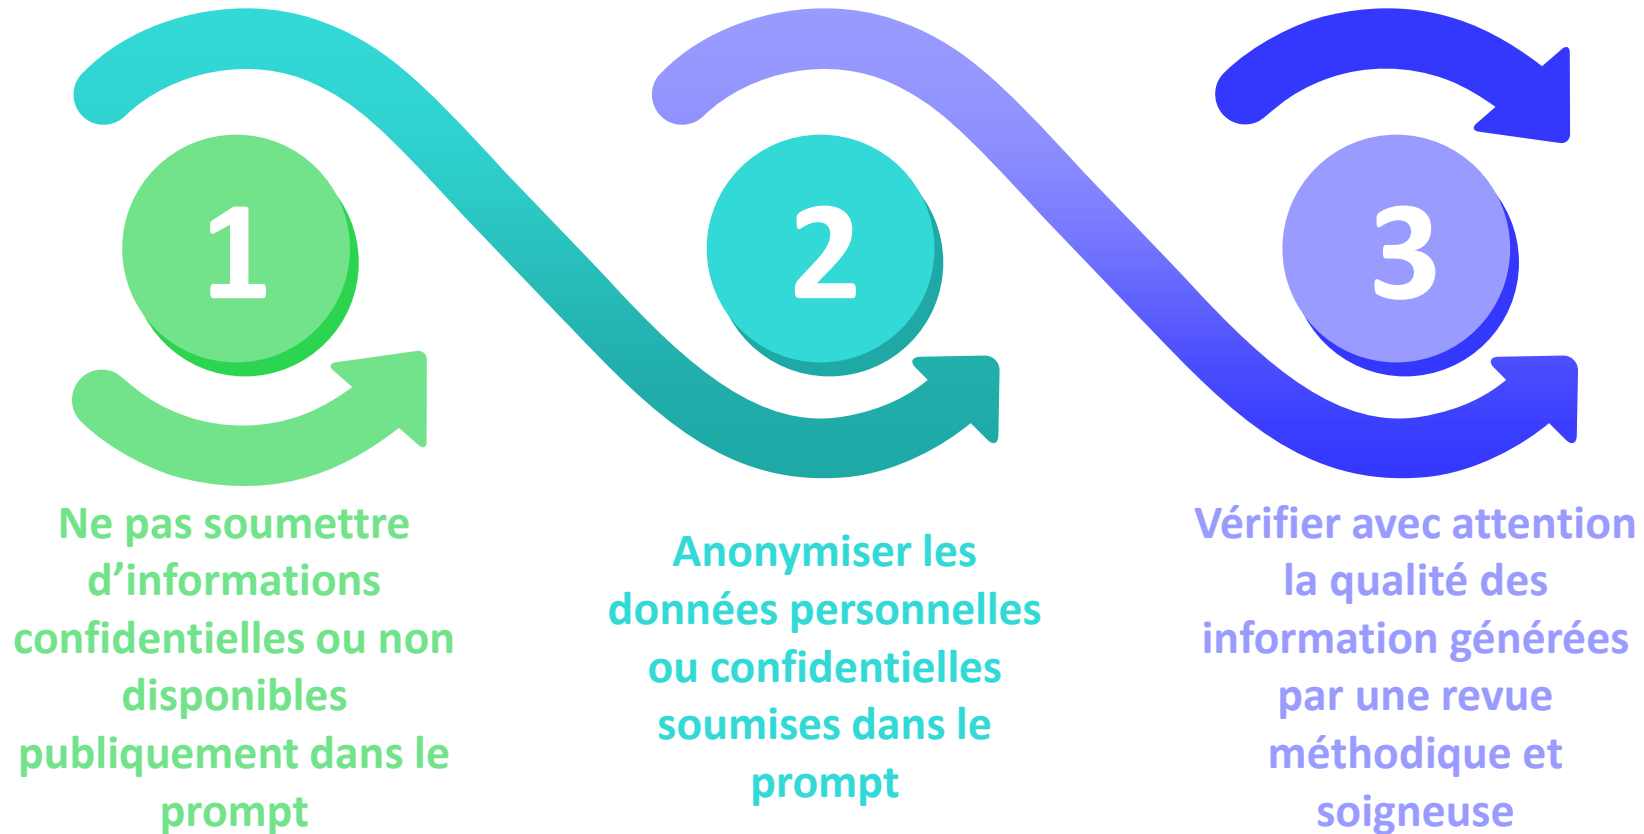 1
Ne pas soumettre
d’informations
confidentielles ou non
disponibles
publiquement dans le
prompt
2
Anonymiser les
données personnelles
ou confidentielles
soumises dans le
prompt
3
Vérifier avec attention
la qualité des
information générées
par une revue
méthodique et
soigneuse